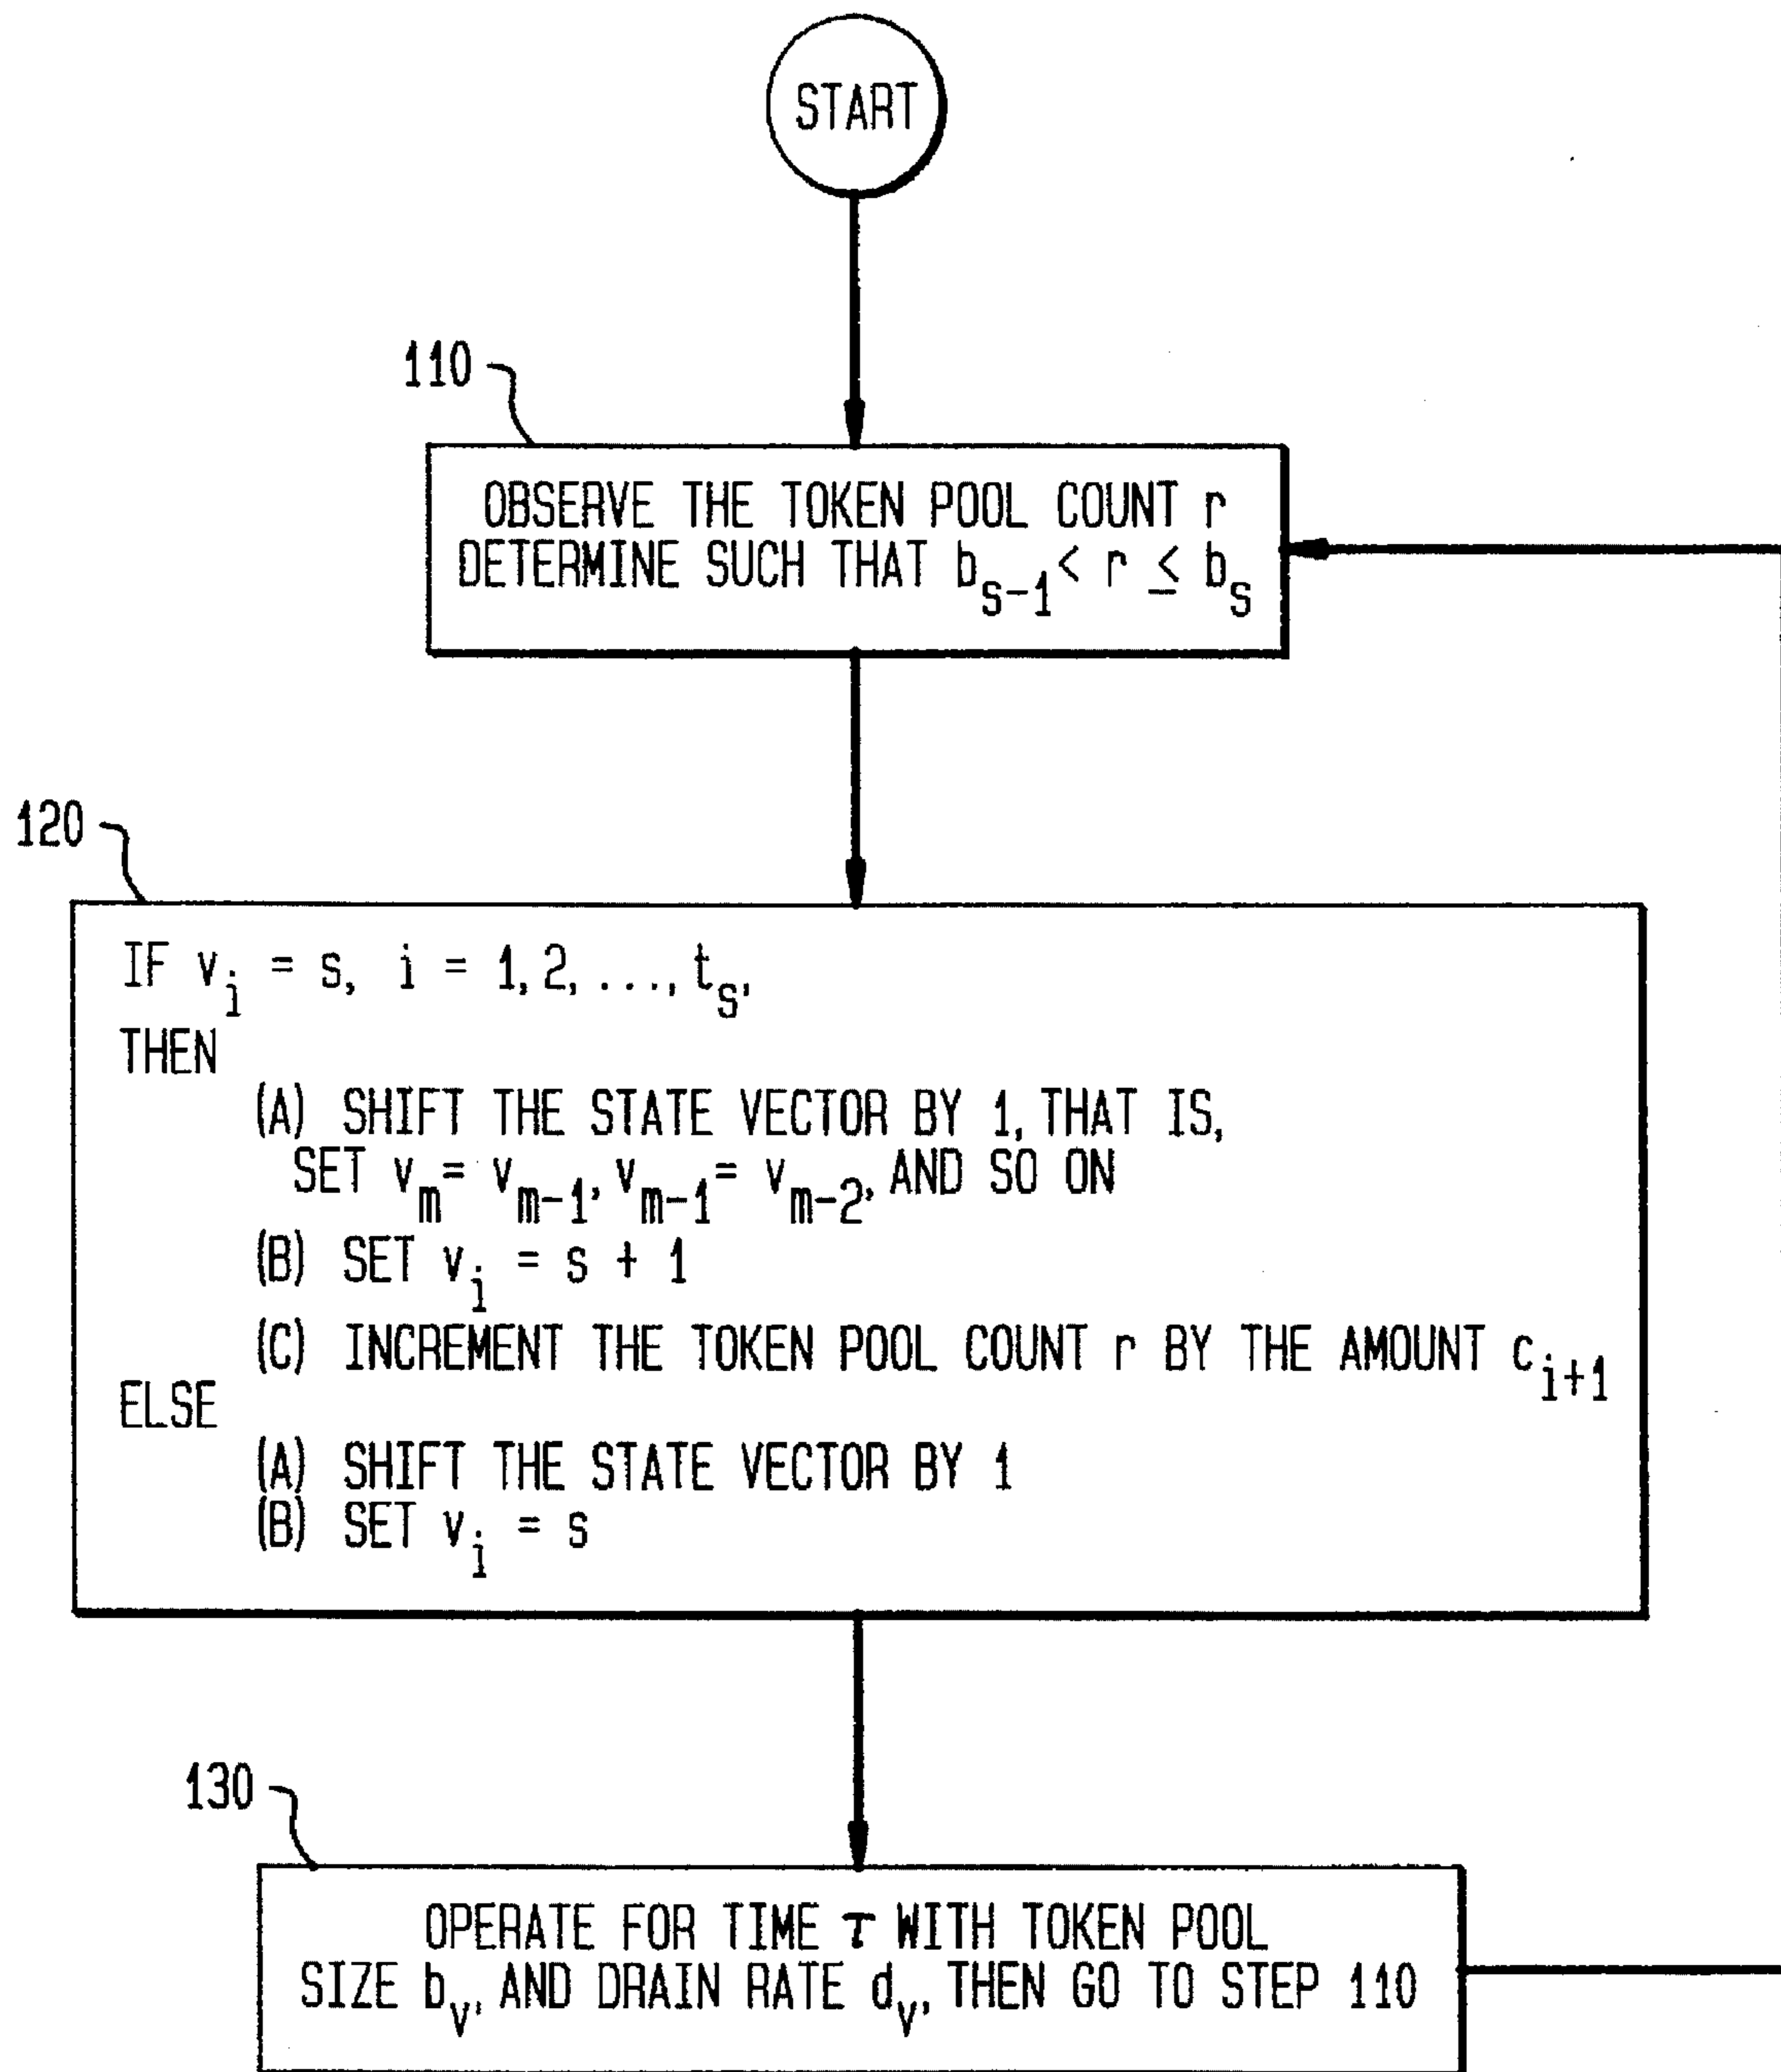 START
110
OBSERVE THE TOKEN POOL COUNT r
DETERMINE SUCH THAT b_{s-1} < r ≤ b_s
120
IF v_i = s, i = 1, 2, ..., t_s,
THEN
(A) SHIFT THE STATE VECTOR BY 1, THAT IS,
SET v_m = v_{m-1}, v_{m-1} = v_{m-2}, AND SO ON
(B) SET v_i = s + 1
(C) INCREMENT THE TOKEN POOL COUNT r BY THE AMOUNT c_{i+1}
ELSE
(A) SHIFT THE STATE VECTOR BY 1
(B) SET v_i = s
130
OPERATE FOR TIME τ WITH TOKEN POOL
SIZE b_v, AND DRAIN RATE d_v, THEN GO TO STEP 110